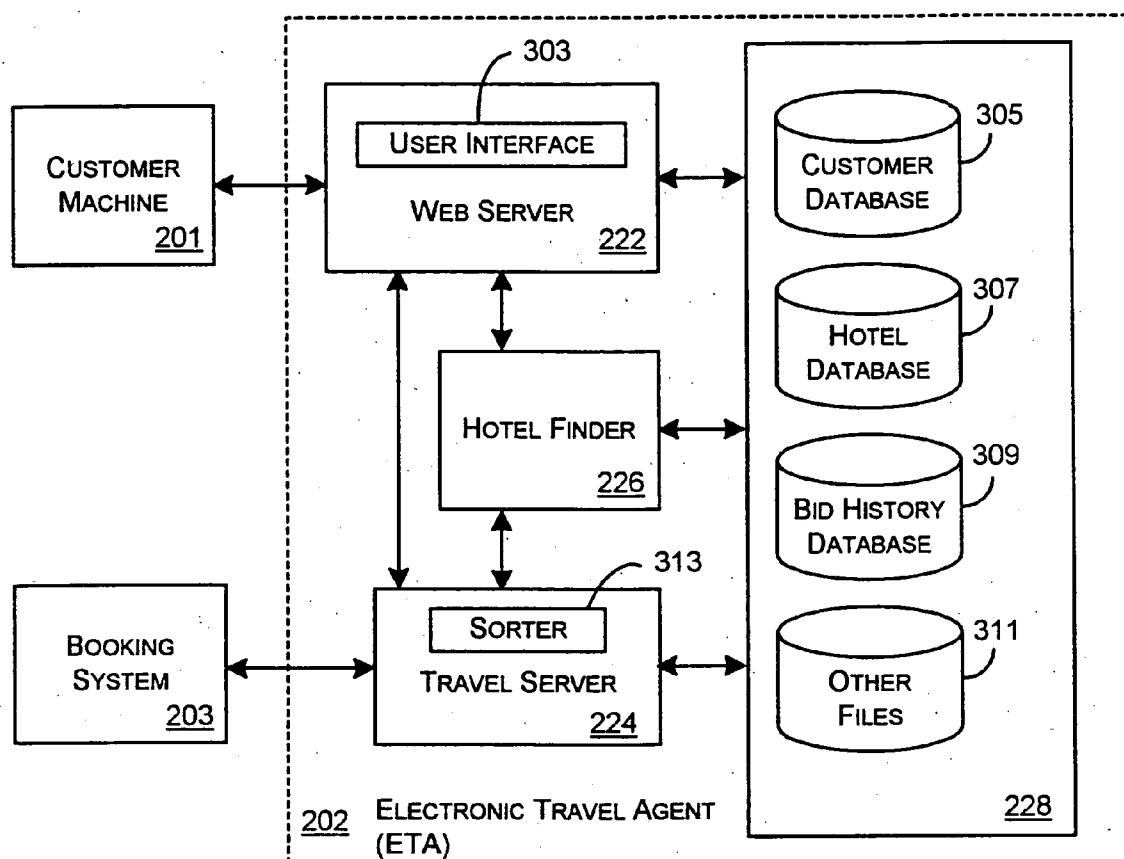 303
USER INTERFACE
WEB SERVER
222
CUSTOMER
MACHINE
201
305
CUSTOMER
DATABASE
307
HOTEL
DATABASE
HOTEL FINDER
226
309
BID HISTORY
DATABASE
313
SORTER
TRAVEL SERVER
224
BOOKING
SYSTEM
203
311
OTHER
FILES
228
202 ELECTRONIC TRAVEL AGENT
(ETA)